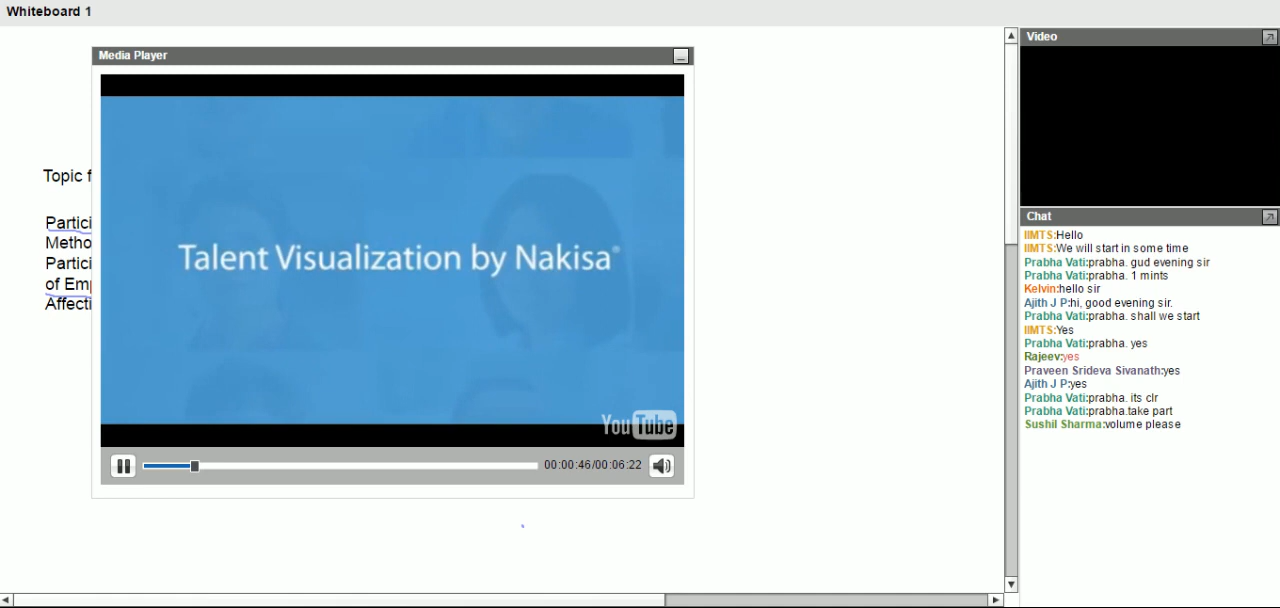 Whiteboard 1
Media Player
Topic f
Partici
Metho
Partici
of Emp
Affecti
Talent Visualization by Nakisa®
YouTube
00:00:46/00:06:22
Video
Chat
IIMTS:Hello
IIMTS:We will start in some time
Prabha Vati:prabha. gud evening sir
Prabha Vati:prabha. 1 mints
Kelvin:hello sir
Ajith J P:hi, good evening sir.
Prabha Vati:prabha. shall we start
IIMTS:Yes
Prabha Vati:prabha. yes
Rajeev:yes
Praveen Srideva Sivanath:yes
Ajith J P:yes
Prabha Vati:prabha. its clr
Prabha Vati:prabha.take part
Sushil Sharma:volume please